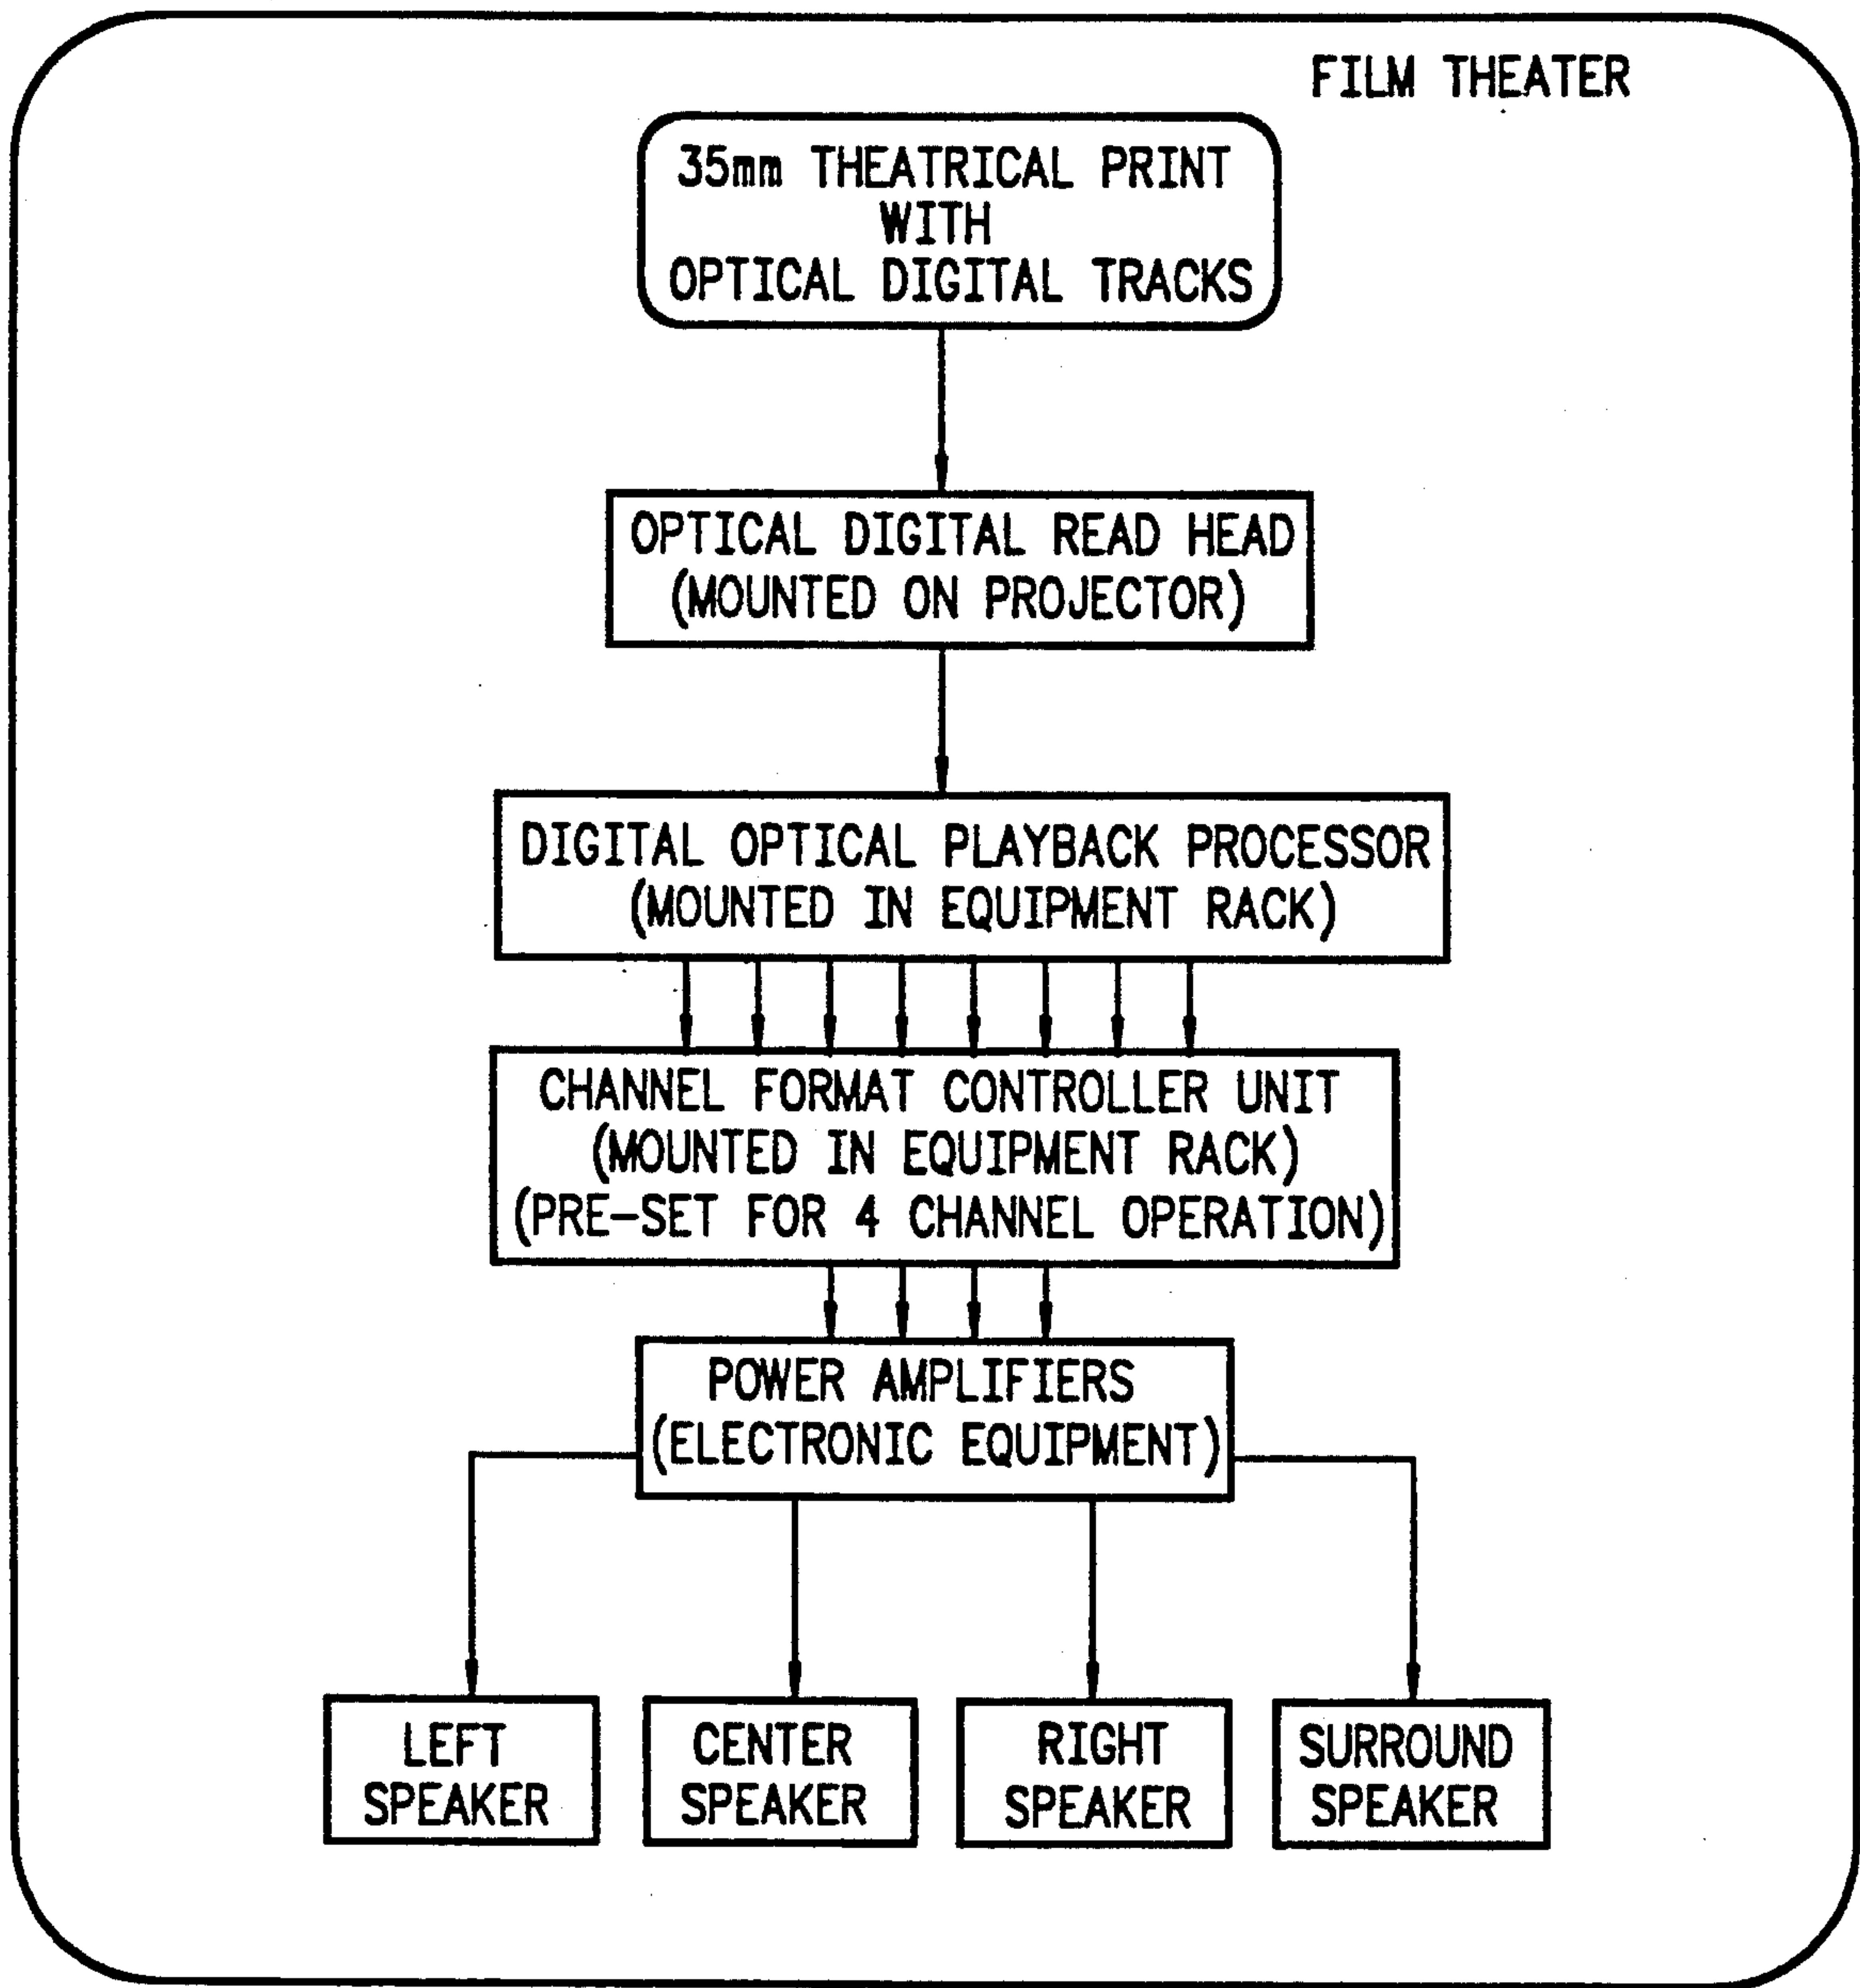 FILM THEATER
35mm THEATRICAL PRINT
WITH
OPTICAL DIGITAL TRACKS
OPTICAL DIGITAL READ HEAD
(MOUNTED ON PROJECTOR)
DIGITAL OPTICAL PLAYBACK PROCESSOR
(MOUNTED IN EQUIPMENT RACK)
CHANNEL FORMAT CONTROLLER UNIT
(MOUNTED IN EQUIPMENT RACK)
(PRE-SET FOR 4 CHANNEL OPERATION)
POWER AMPLIFIERS
(ELECTRONIC EQUIPMENT)
LEFT
SPEAKER
CENTER
SPEAKER
RIGHT
SPEAKER
SURROUND
SPEAKER